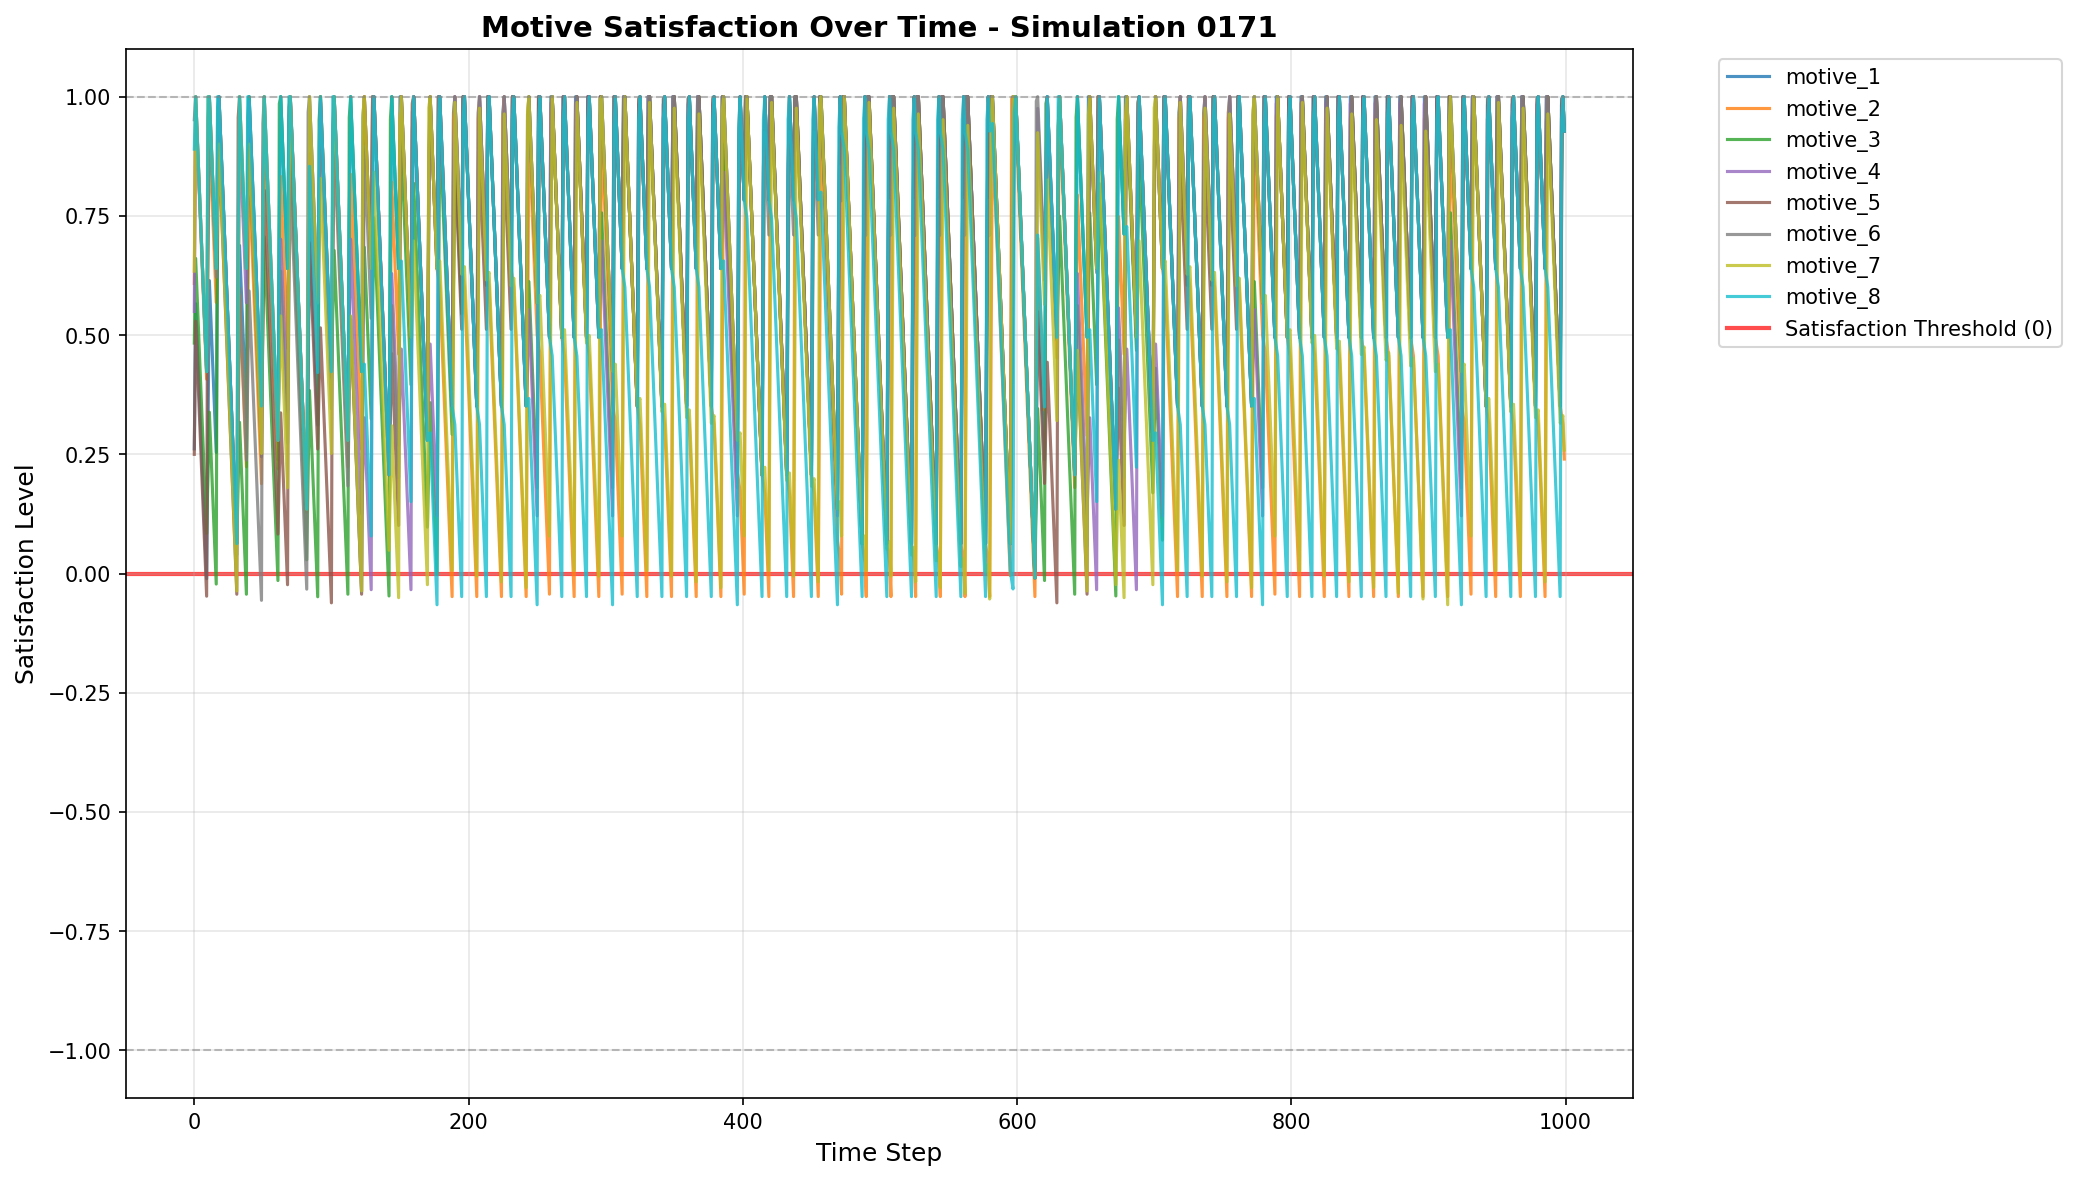 Motive Satisfaction Over Time - Simulation 0171
Satisfaction Level
1.00
0.75
0.50
0.25
0.00
−0.25
−0.50
−0.75
−1.00
0
200
400
600
800
1000
Time Step
motive_1
motive_2
motive_3
motive_4
motive_5
motive_6
motive_7
motive_8
Satisfaction Threshold (0)